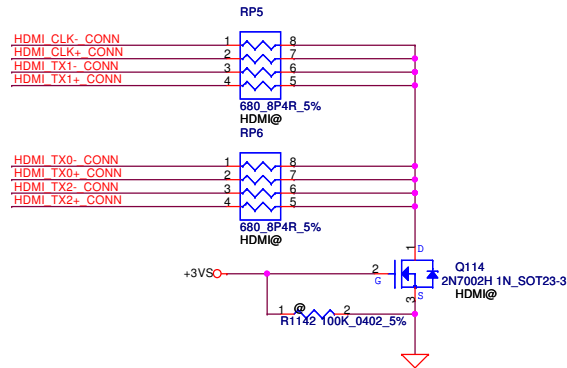 RP5
HDMI_CLK-_CONN 1 8
HDMI_CLK+_CONN 2 7
HDMI_TX1-_CONN 3 6
HDMI_TX1+_CONN 4 5
680_8P4R_5%
HDMI@
RP6
HDMI_TX0-_CONN 1 8
HDMI_TX0+_CONN 2 7
HDMI_TX2-_CONN 3 6
HDMI_TX2+_CONN 4 5
680_8P4R_5%
HDMI@
1 D
+3VS 2 G
Q114
2N7002H 1N_SOT23-3
HDMI@
3 S
1 @ 2
R1142 100K_0402_5%